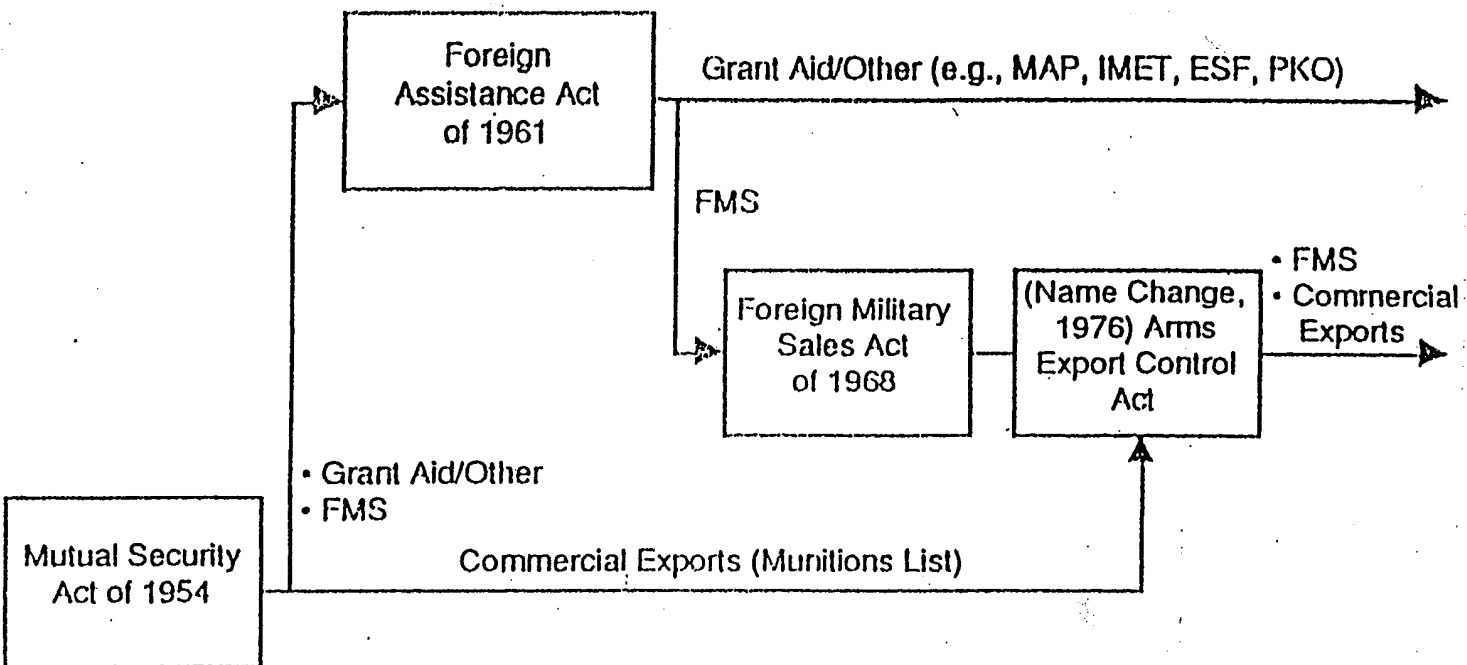 Foreign
Assistance Act
of 1961
Grant Aid/Other (e.g., MAP, IMET, ESF, PKO)
FMS
Foreign Military
Sales Act
of 1968
(Name Change,
1976) Arms
Export Control
Act
• FMS
• Commercial
Exports
• Grant Aid/Other
• FMS
Mutual Security
Act of 1954
Commercial Exports (Munitions List)